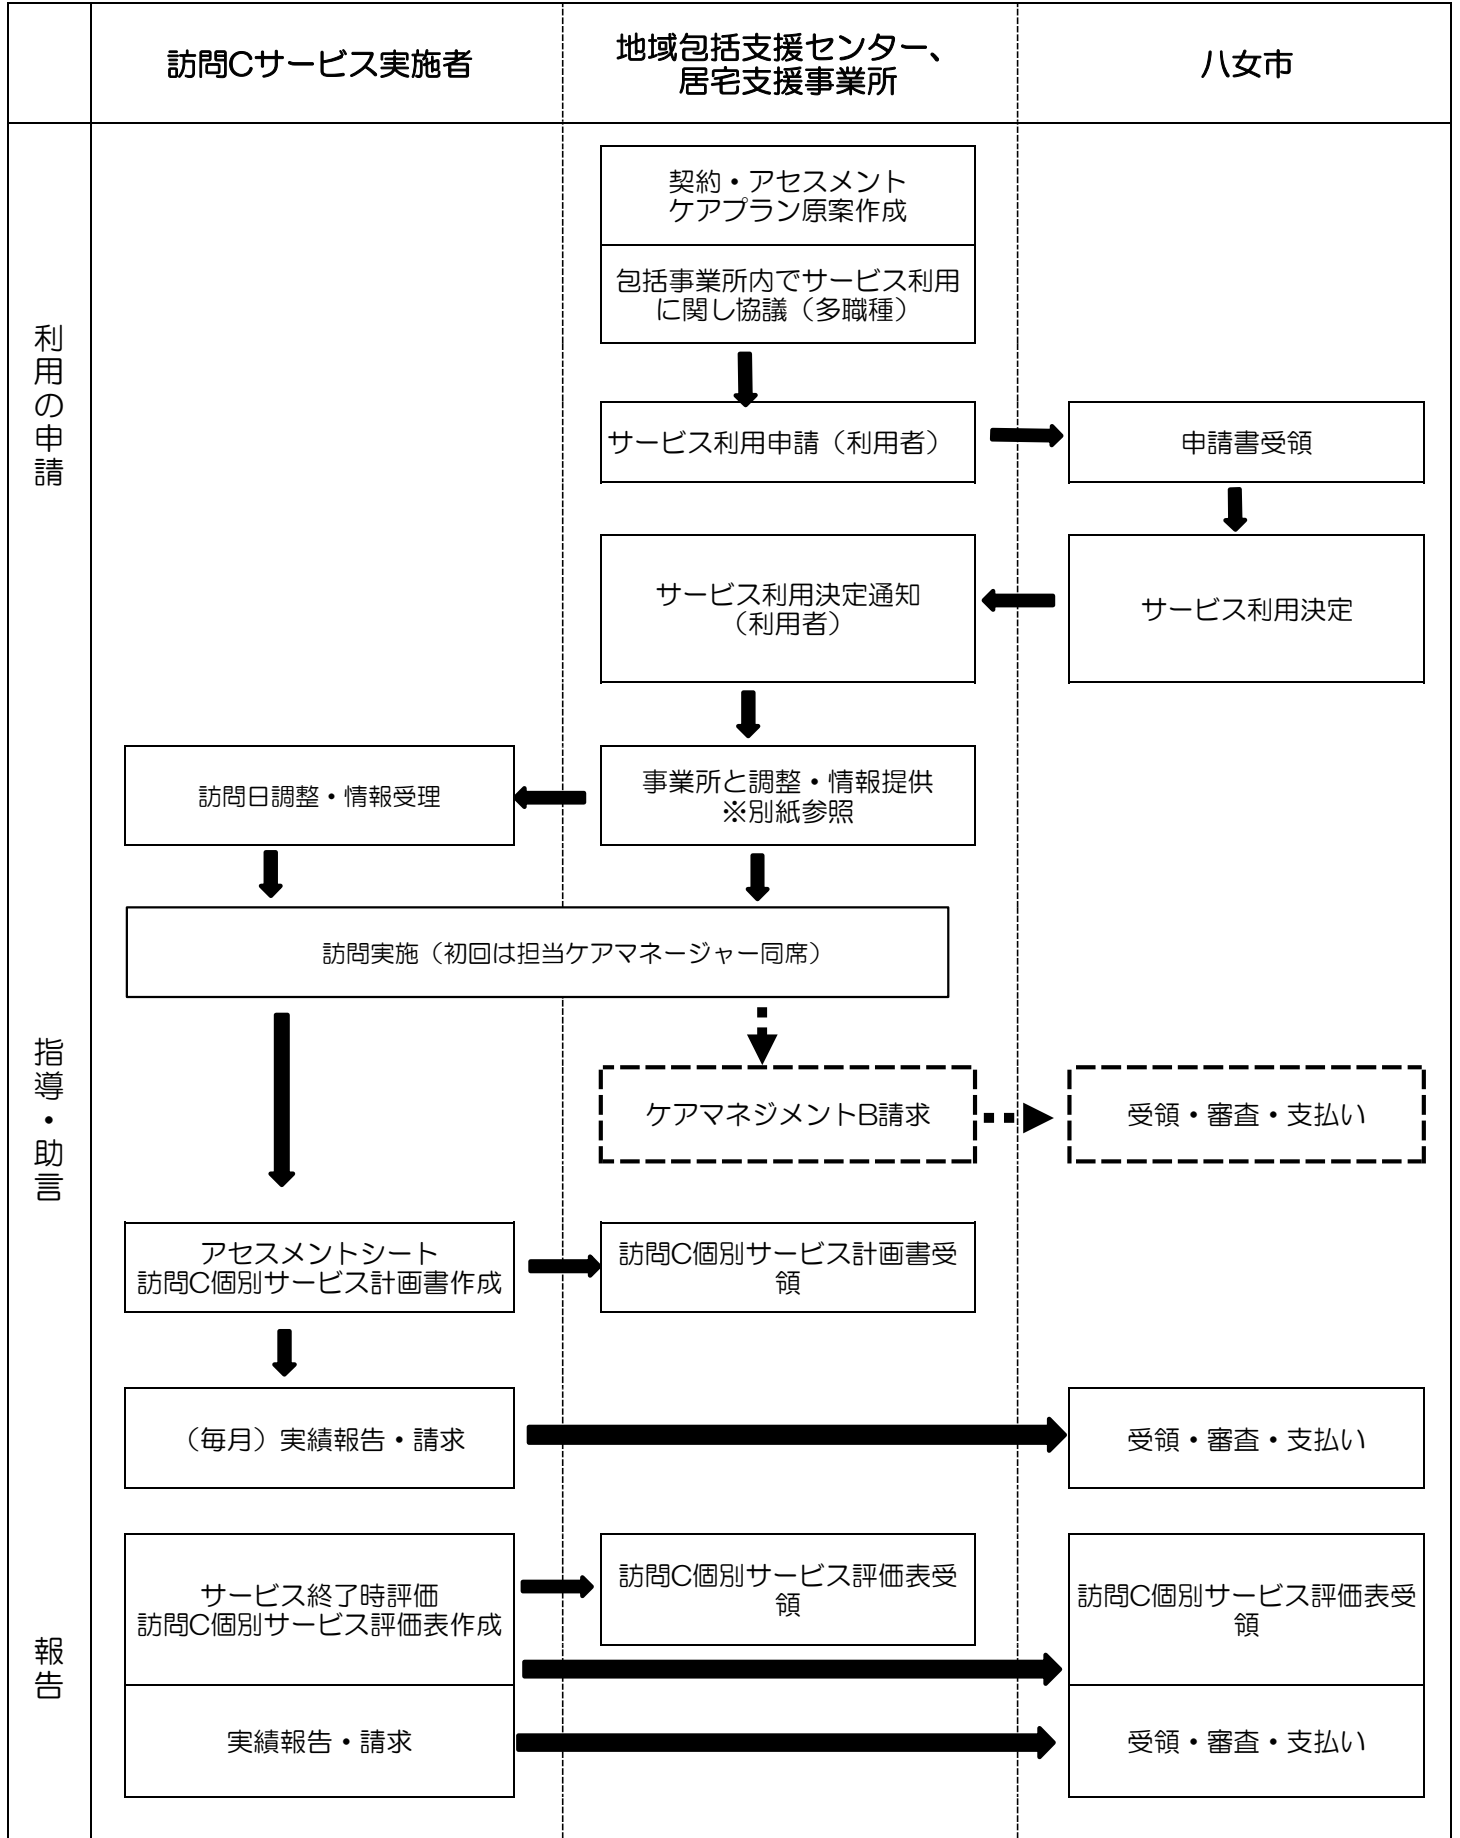 訪問Cサービス実施者
地域包括支援センター、
居宅支援事業所
八女市
利用の申請
契約・アセスメント
ケアプラン原案作成
包括事業所内でサービス利用
に関し協議（多職種）
サービス利用申請（利用者）
申請書受領
サービス利用決定通知
（利用者）
サービス利用決定
訪問日調整・情報受理
事業所と調整・情報提供
※別紙参照
訪問実施（初回は担当ケアマネージャー同席）
指導・助言
ケアマネジメントB請求
受領・審査・支払い
アセスメントシート
訪問C個別サービス計画書作成
訪問C個別サービス計画書受
領
（毎月）実績報告・請求
受領・審査・支払い
報告
サービス終了時評価
訪問C個別サービス評価表作成
訪問C個別サービス評価表受
領
訪問C個別サービス評価表受
領
実績報告・請求
受領・審査・支払い